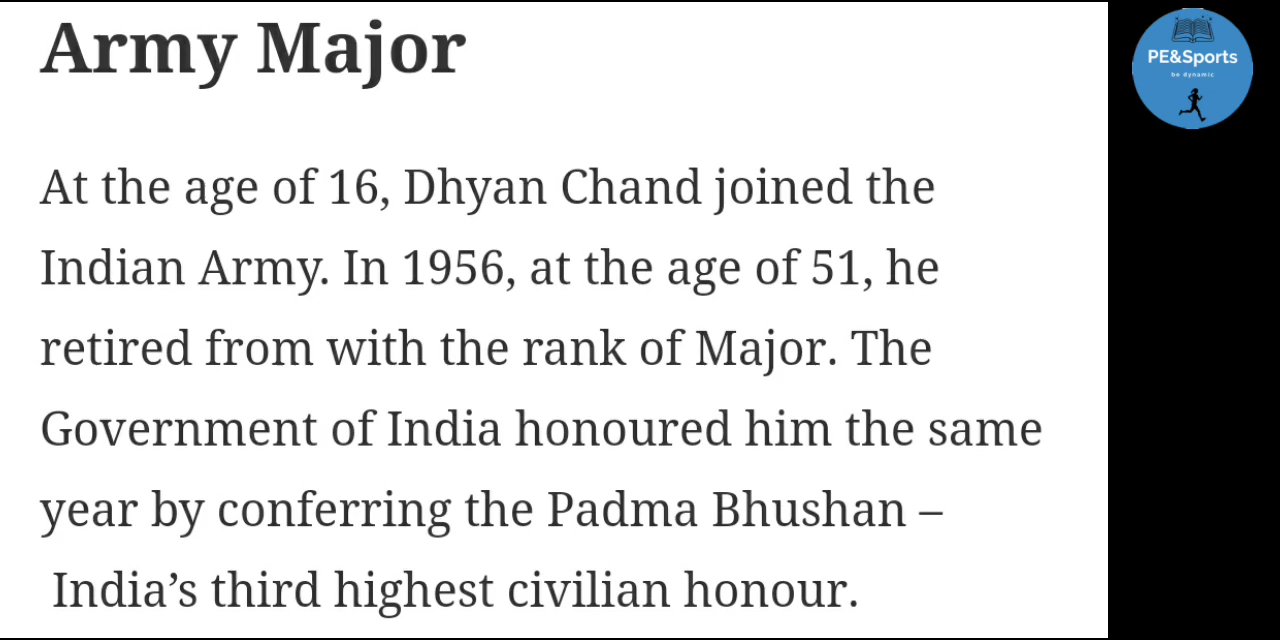 Army Major
PE&Sports
be dynamic
At the age of 16, Dhyan Chand joined the
Indian Army. In 1956, at the age of 51, he
retired from with the rank of Major. The
Government of India honoured him the same
year by conferring the Padma Bhushan –
India’s third highest civilian honour.